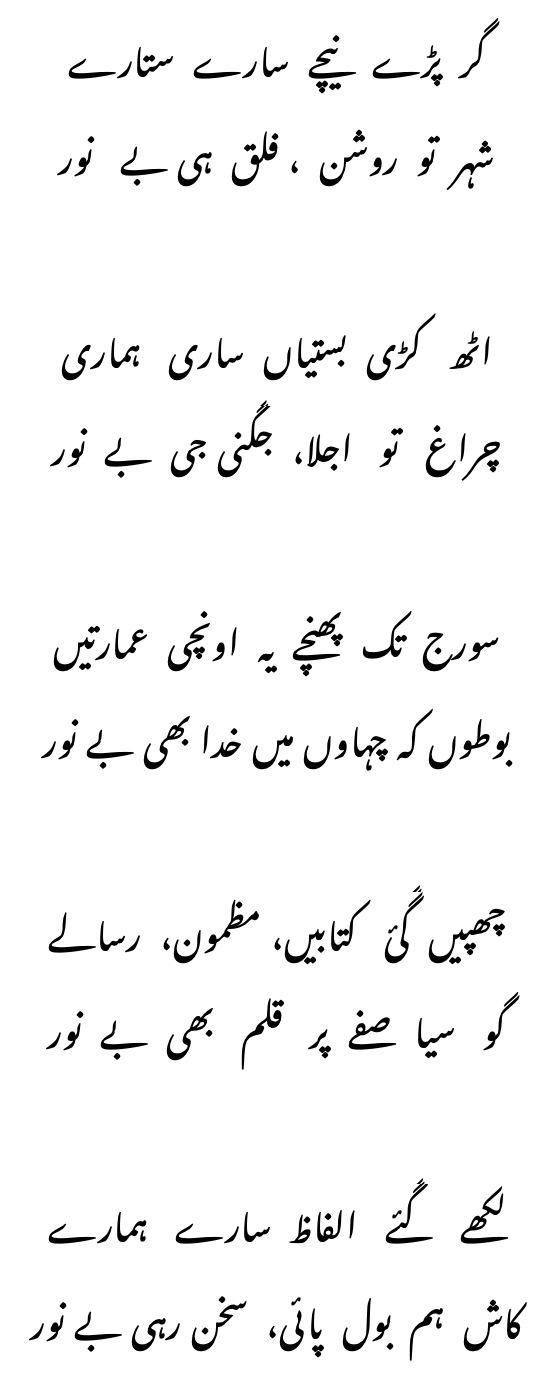 گر پڑے نیچے سارے ستارے
شہر تو روشن ، فلق ہی بے نور
اٹھ کڑی بستیاں ساری ہماری
چراغ تو اجلا، جگنی جی بے نور
سورج تک پھنچے یہ اونچی عمارتیں
بوطوں کہ چہاوں میں خدا بھی بے نور
چھپیں گئ کتابیں، مظمون، رسالے
گو سیا صفے پر قلم بھی بے نور
لکھے گئے الفاظ سارے ہمارے
کاش ہم بول پائی، سخن رہی بے نور